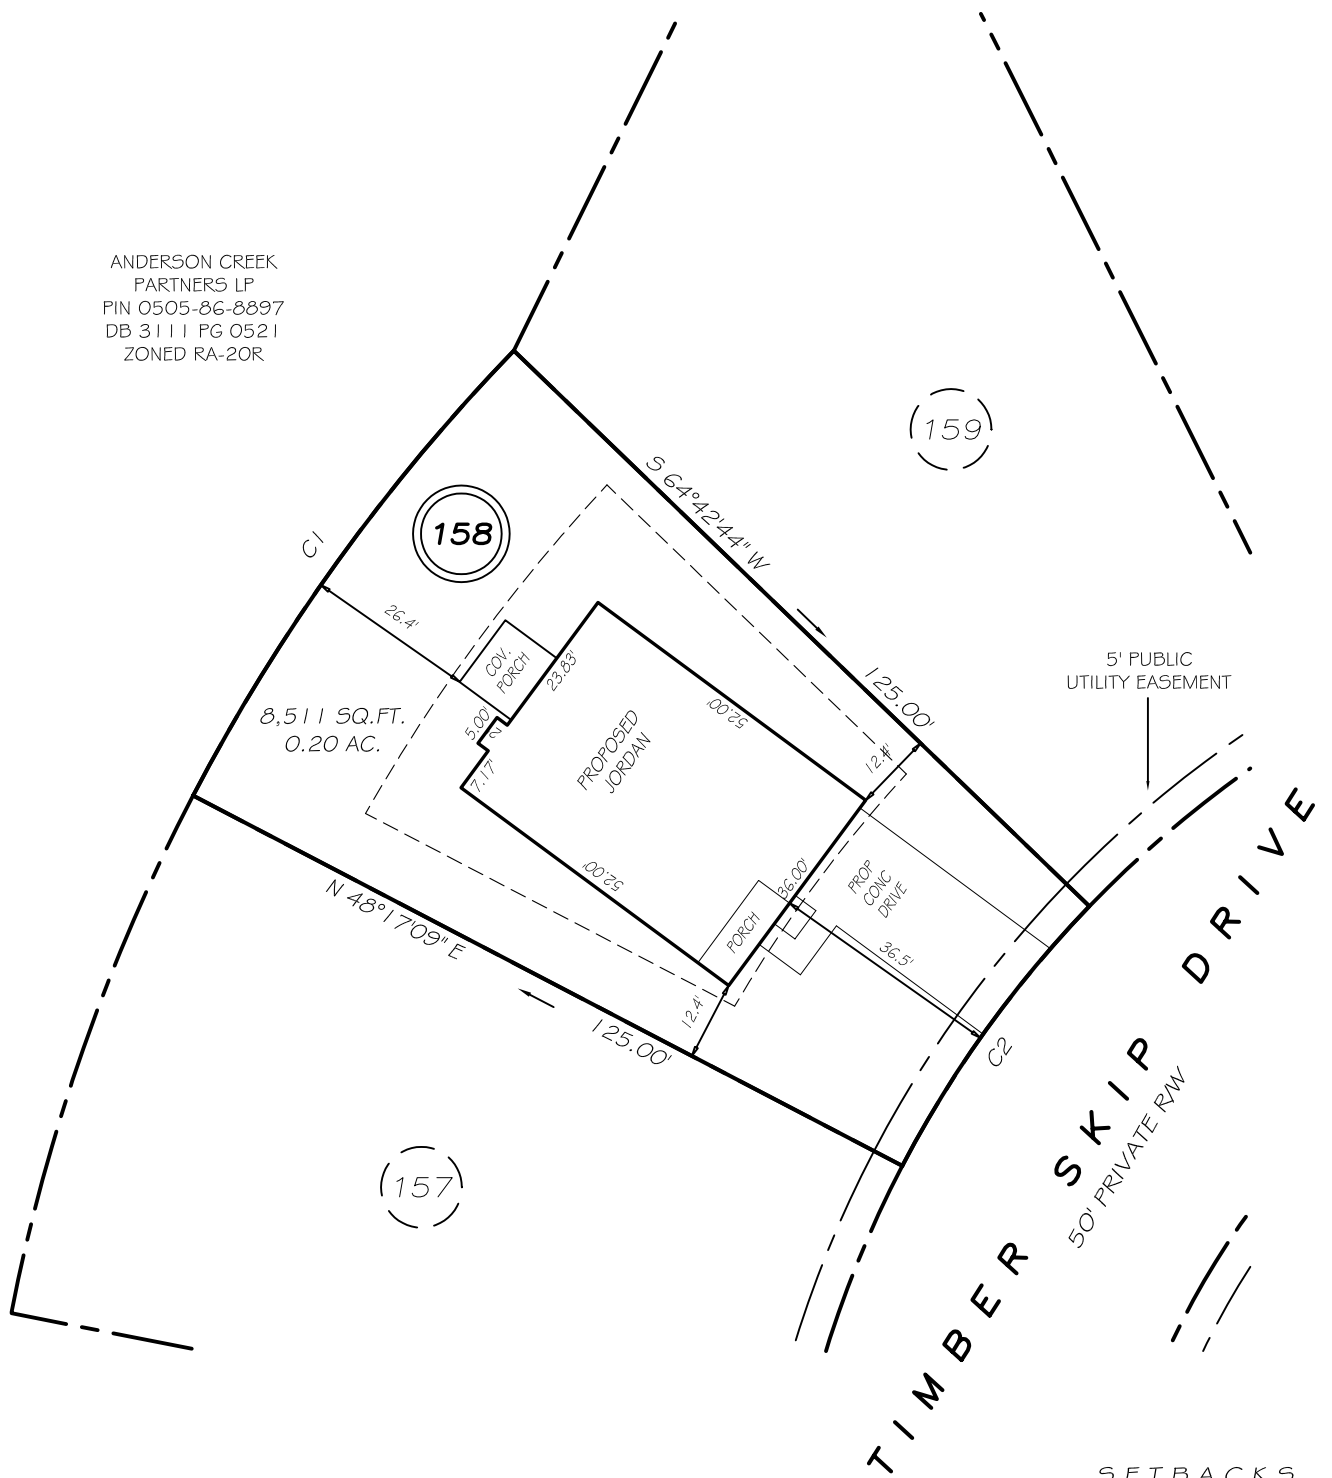 ANDERSON CREEK
PARTNERS LP
PIN 0505-86-8897
DB 3111 PG 0521
ZONED RA-20R
159
S 64°42'44" W
125.00'
158
C1
26.4'
COV.
PORCH
23.83'
5.00'
2'
7.17'
8,511 SQ.FT.
0.20 AC.
PROPOSED
JORDAN
52.00'
52.00'
12.4'
5' PUBLIC
UTILITY EASEMENT
36.00'
PROP
CONC
DRIVE
PORCH
36.5'
12.4'
N 48°17'09" E
125.00'
C2
157
TIMBER SKIP DRIVE
50' PRIVATE R/W
SETBACKS